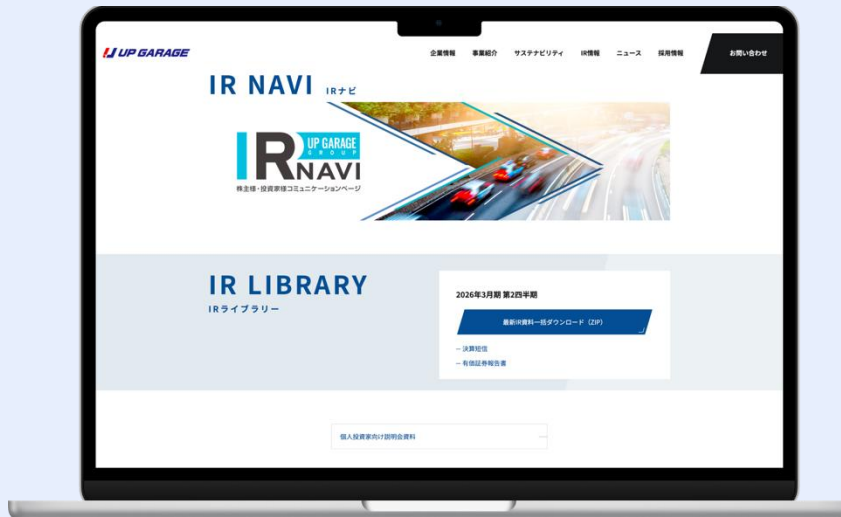 UP GARAGE
企業情報 事業紹介 サステナビリティ IR情報 ニュース 採用情報 お問い合わせ
IR NAVI IRナビ
IR UP GARAGE GROUP
NAVI
株主様・投資家様コミュニケーションページ
IR LIBRARY
IRライブラリー
2026年3月期 第2四半期
最新IR資料一括ダウンロード（ZIP）
決算短信
有価証券報告書
個人投資家向け説明会資料